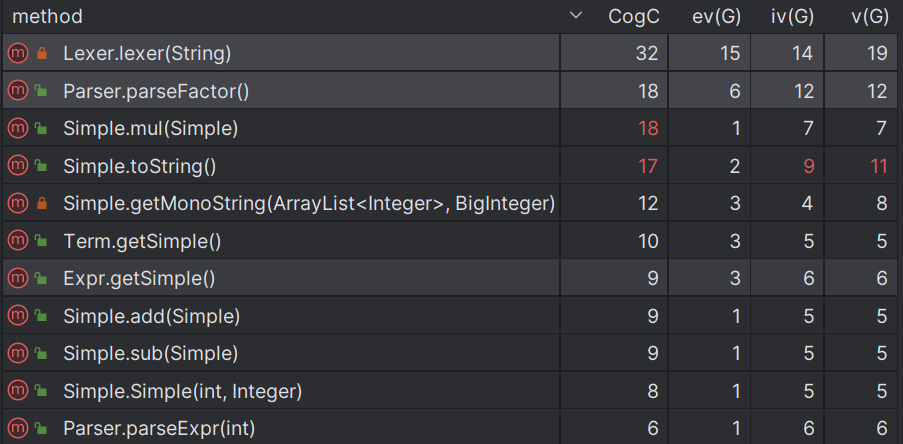 method CogC ev(G) iv(G) v(G)
m Lexer.lexer(String) 32 15 14 19
m Parser.parseFactor() 18 6 12 12
m Simple.mul(Simple) 18 1 7 7
m Simple.toString() 17 2 9 11
m Simple.getMonoString(ArrayList<Integer>, BigInteger) 12 3 4 8
m Term.getSimple() 10 3 5 5
m Expr.getSimple() 9 3 6 6
m Simple.add(Simple) 9 1 5 5
m Simple.sub(Simple) 9 1 5 5
m Simple.Simple(int, Integer) 8 1 5 5
m Parser.parseExpr(int) 6 1 6 6